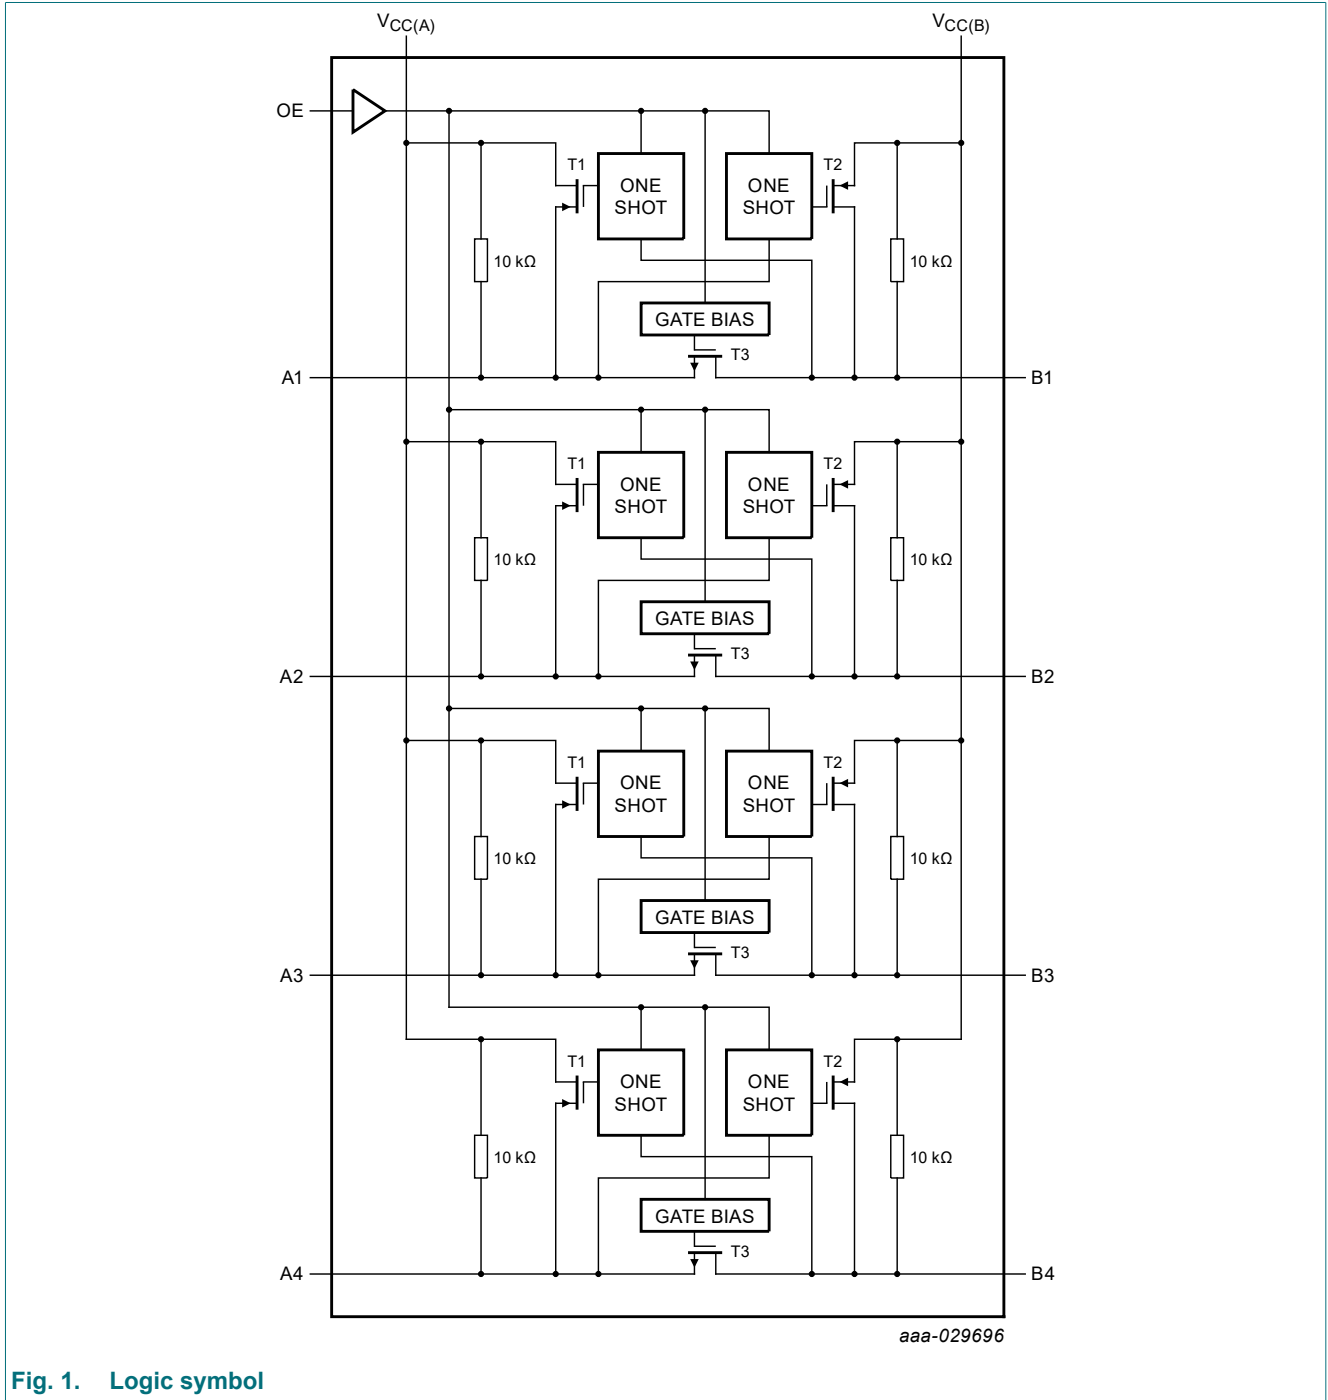 VCC(A) VCC(B)
OE
T1 ONE SHOT ONE SHOT T2
10 kΩ 10 kΩ
GATE BIAS
T3
A1 B1
T1 ONE SHOT ONE SHOT T2
10 kΩ 10 kΩ
GATE BIAS
T3
A2 B2
T1 ONE SHOT ONE SHOT T2
10 kΩ 10 kΩ
GATE BIAS
T3
A3 B3
T1 ONE SHOT ONE SHOT T2
10 kΩ 10 kΩ
GATE BIAS
T3
A4 B4
aaa-029696
Fig. 1. Logic symbol